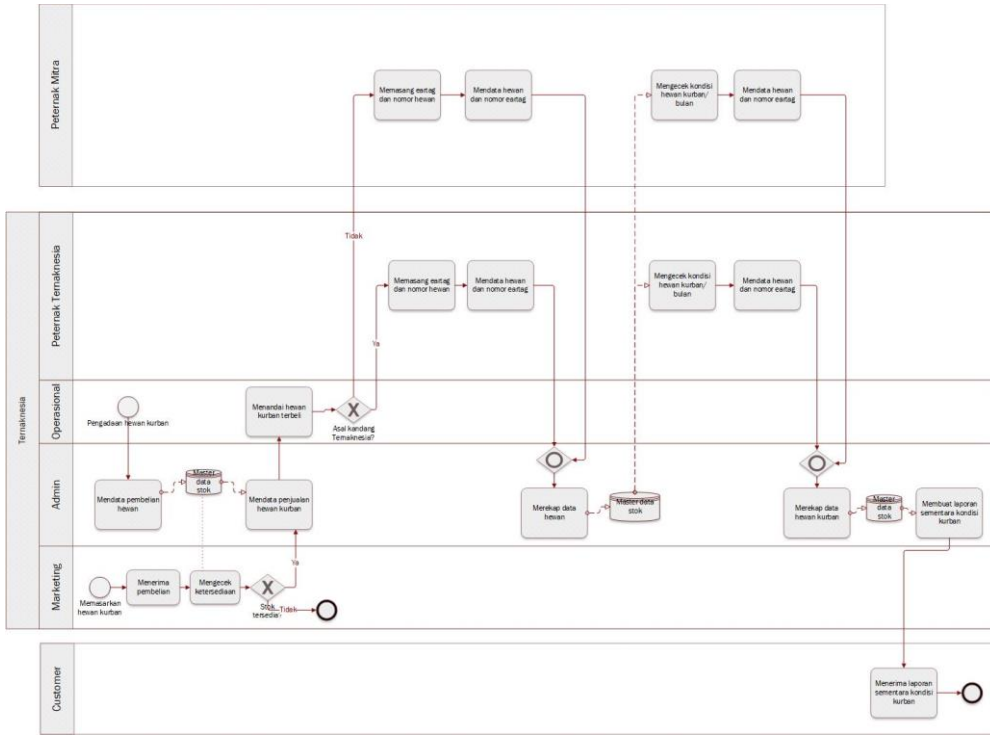 Peternak Mitra
Memasang eartag
dan nomor hewan
Mendata hewan
dan nomor eartag
Mengecek kondisi
hewan kurban/
bulan
Mendata hewan
dan nomor eartag
Ternaknesia
Peternak Ternaknesia
Tidak
Memasang eartag
dan nomor hewan
Mendata hewan
dan nomor eartag
Mengecek kondisi
hewan kurban/
bulan
Mendata hewan
dan nomor eartag
Ya
Operasional
Pengadaan hewan kurban
Menandai hewan
kurban terbeli
X
Asal kandang
Ternaknesia?
Admin
Mendata pembelian
hewan
Master
data
stok
Mendata penjualan
hewan kurban
Merekap data
hewan
Master data
stok
Merekap data
hewan kurban
Master
data
stok
Membuat laporan
sementara kondisi
kurban
Marketing
Memasarkan
hewan kurban
Menerima
pembelian
Mengecek
ketersediaan
X
Ya
Stok
tersedia?
Tidak
Customer
Menerima laporan
sementara kondisi
kurban